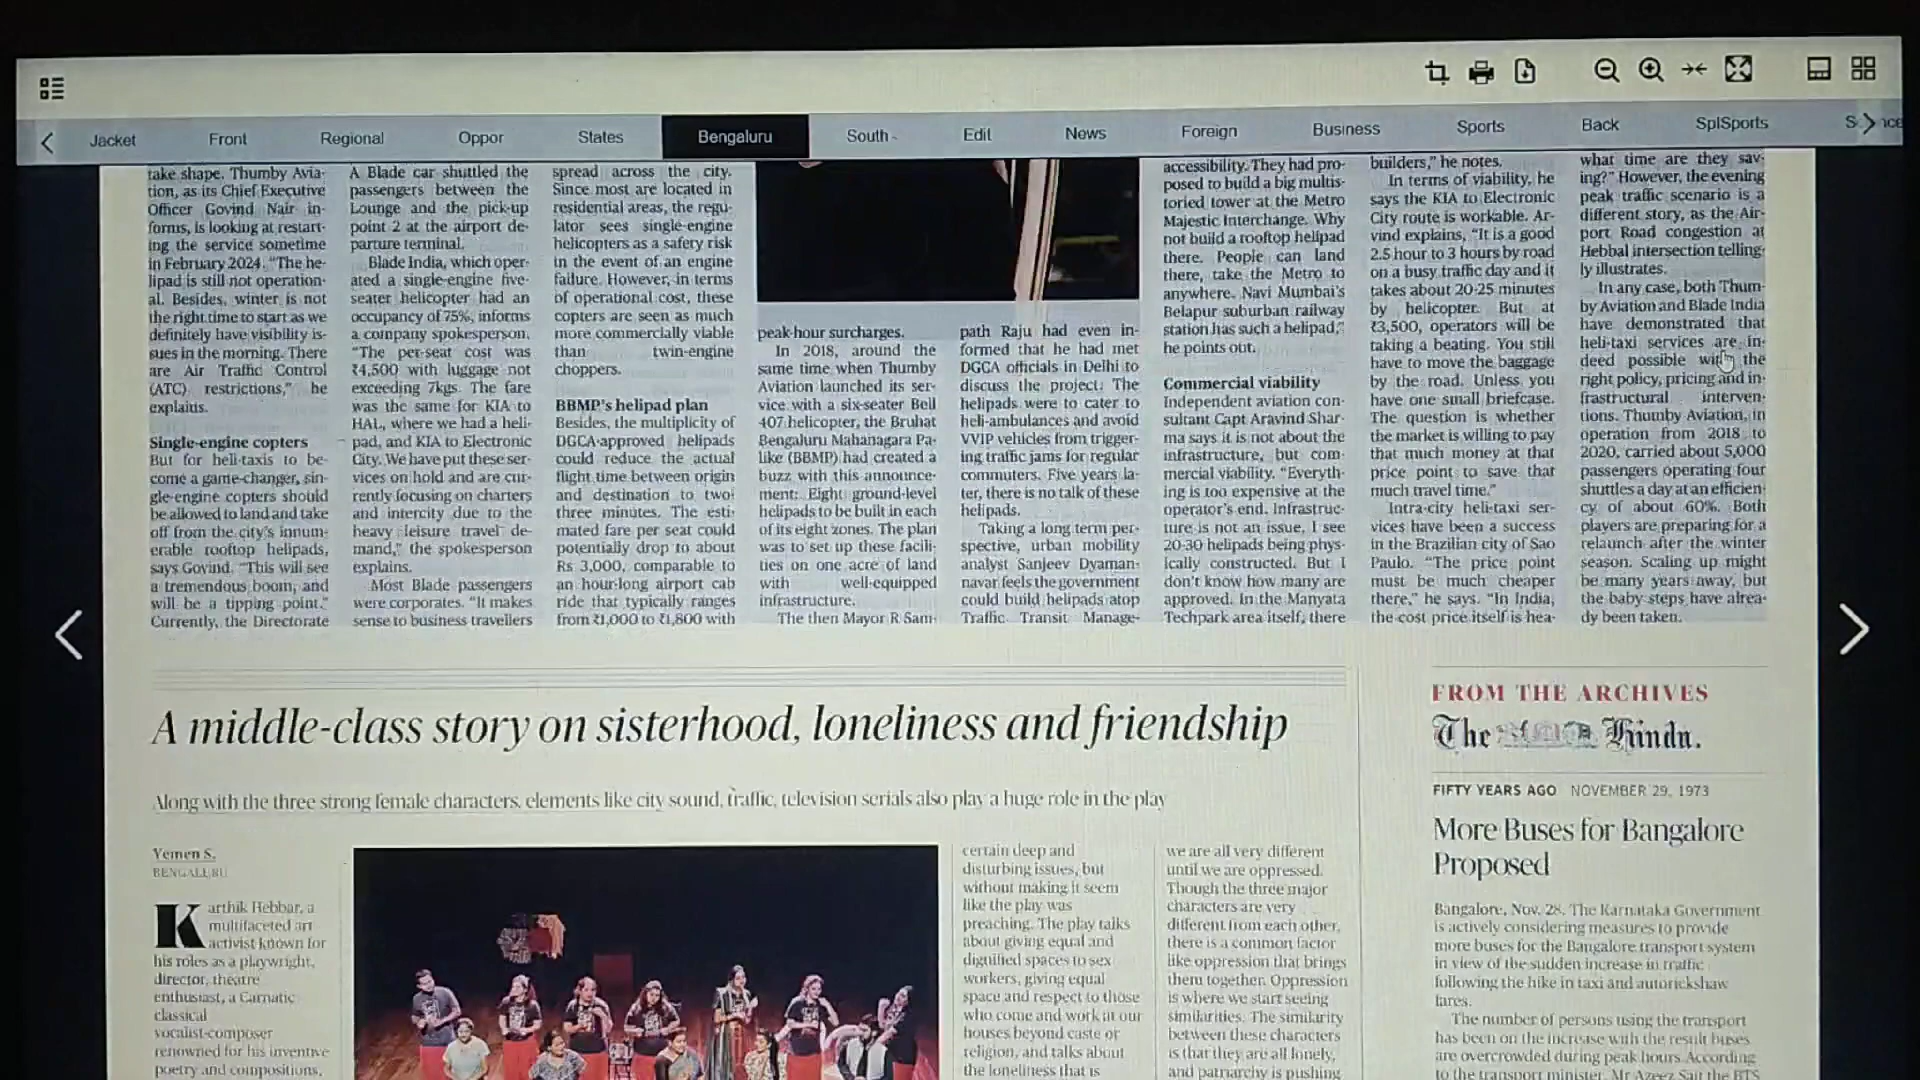 Jacket
Front
Regional
Oppor
States
Bengaluru
South
Edit
News
Foreign
Business
Sports
Back
SplSports
take shape. Thumby Avia-
tion, as its Chief Executive
Officer Govind Nair in-
forms, is looking at restart-
ing the service sometime
in February 2024. "The he-
lipad is still not operation-
al. Besides, winter is not
the right time to start as we
definitely have visibility is-
sues in the morning. There
are Air Traffic Control
(ATC) restrictions," he
explains.
Single-engine copters
But for heli-taxis to be-
come a game-changer, sin-
gle-engine copters should
be allowed to land and take
off from the city's innum-
erable rooftop helipads,
says Govind. "This will see
a tremendous boom, and
will be a tipping point."
Currently, the Directorate
A Blade car shuttled the
passengers between the
Lounge and the pick-up
point 2 at the airport de-
parture terminal.
Blade India, which oper-
ated a single-engine five-
seater helicopter had an
occupancy of 75%, informs
a company spokesperson.
"The per-seat cost was
₹4,500 with luggage not
exceeding 7kgs. The fare
was the same for KIA to
HAL, where we had a heli-
pad, and KIA to Electronic
City. We have put these ser-
vices on hold and are cur-
rently focusing on charters
and intercity due to the
heavy leisure travel de-
mand," the spokesperson
explains.
Most Blade passengers
were corporates. "It makes
sense to business travellers
spread across the city.
Since most are located in
residential areas, the regu-
lator sees single-engine
helicopters as a safety risk
in the event of an engine
failure. However, in terms
of operational cost, these
copters are seen as much
more commercially viable
than twin-engine
choppers.
BBMP's helipad plan
Besides, the multiplicity of
DGCA-approved helipads
could reduce the actual
flight time between origin
and destination to two-
three minutes. The esti-
mated fare per seat could
potentially drop to about
Rs 3,000, comparable to
an hour-long airport cab
ride that typically ranges
from ₹1,000 to ₹1,800 with
peak-hour surcharges.
In 2018, around the
same time when Thumby
Aviation launched its ser-
vice with a six-seater Bell
407 helicopter, the Bruhat
Bengaluru Mahanagara Pa-
like (BBMP) had created a
buzz with this announce-
ment: Eight ground-level
helipads to be built in each
of its eight zones. The plan
was to set up these facili-
ties on one acre of land
with well-equipped
infrastructure.
The then Mayor R Sam-
path Raju had even in-
formed that he had met
DGCA officials in Delhi to
discuss the project. The
helipads were to cater to
heli-ambulances and avoid
VVIP vehicles from trigger-
ing traffic jams for regular
commuters. Five years la-
ter, there is no talk of these
helipads.
Taking a long term per-
spective, urban mobility
analyst Sanjeev Dyaman-
navar feels the government
could build helipads atop
Traffic Transit Manage-
accessibility. They had pro-
posed to build a big multis-
toried tower at the Metro
Majestic Interchange. Why
not build a rooftop helipad
there. People can land
there, take the Metro to
anywhere. Navi Mumbai's
Belapur suburban railway
station has such a helipad,"
he points out.
Commercial viability
Independent aviation con-
sultant Capt Aravind Shar-
ma says it is not about the
infrastructure, but com-
mercial viability. "Everyth-
ing is too expensive at the
operator's end. Infrastruc-
ture is not an issue, I see
20-30 helipads being phys-
ically constructed. But I
don't know how many are
approved. In the Manyata
Techpark area itself, there
builders," he notes.
In terms of viability, he
says the KIA to Electronic
City route is workable. Ar-
vind explains, "It is a good
2.5 hour to 3 hours by road
on a busy traffic day and it
takes about 20-25 minutes
by helicopter. But at
₹3,500, operators will be
taking a beating. You still
have to move the baggage
by the road. Unless you
have one small briefcase.
The question is whether
the market is willing to pay
that much money at that
price point to save that
much travel time."
Intra-city heli-taxi ser-
vices have been a success
in the Brazilian city of Sao
Paulo. "The price point
must be much cheaper
there," he says. "In India,
the cost price itself is hea-
what time are they sav-
ing?" However, the evening
peak traffic scenario is a
different story, as the Air-
port Road congestion at
Hebbal intersection telling-
ly illustrates.
In any case, both Thum-
by Aviation and Blade India
have demonstrated that
heli-taxi services are in-
deed possible with the
right policy, pricing and in-
frastructural interven-
tions. Thumby Aviation, in
operation from 2018 to
2020, carried about 5,000
passengers operating four
shuttles a day at an efficien-
cy of about 60%. Both
players are preparing for a
relaunch after the winter
season. Scaling up might
be many years away, but
the baby steps have alrea-
dy been taken.
A middle-class story on sisterhood, loneliness and friendship
Along with the three strong female characters, elements like city sound, traffic, television serials also play a huge role in the play
Yemen S.
BENGALURU
Karthik Hebbar, a
multifaceted art
activist known for
his roles as a playwright,
director, theatre
enthusiast, a Carnatic
classical
vocalist-composer
renowned for his inventive
poetry and compositions,
certain deep and
disturbing issues, but
without making it seem
like the play was
preaching. The play talks
about giving equal and
dignified spaces to sex
workers, giving equal
space and respect to those
who come and work at our
houses beyond caste or
religion, and talks about
the loneliness that is
we are all very different
until we are oppressed.
Though the three major
characters are very
different from each other,
there is a common factor
like oppression that brings
them together. Oppression
is where we start seeing
similarities. The similarity
between these characters
is that they are all lonely,
and patriarchy is pushing
FROM THE ARCHIVES
The Hindu.
FIFTY YEARS AGO NOVEMBER 29, 1973
More Buses for Bangalore
Proposed
Bangalore, Nov. 28. The Karnataka Government
is actively considering measures to provide
more buses for the Bangalore transport system
in view of the sudden increase in traffic
following the hike in taxi and autorickshaw
fares.
The number of persons using the transport
has been on the increase with the result buses
are overcrowded during peak hours. According
to the transport minister, Mr Azeez Sait the BTS